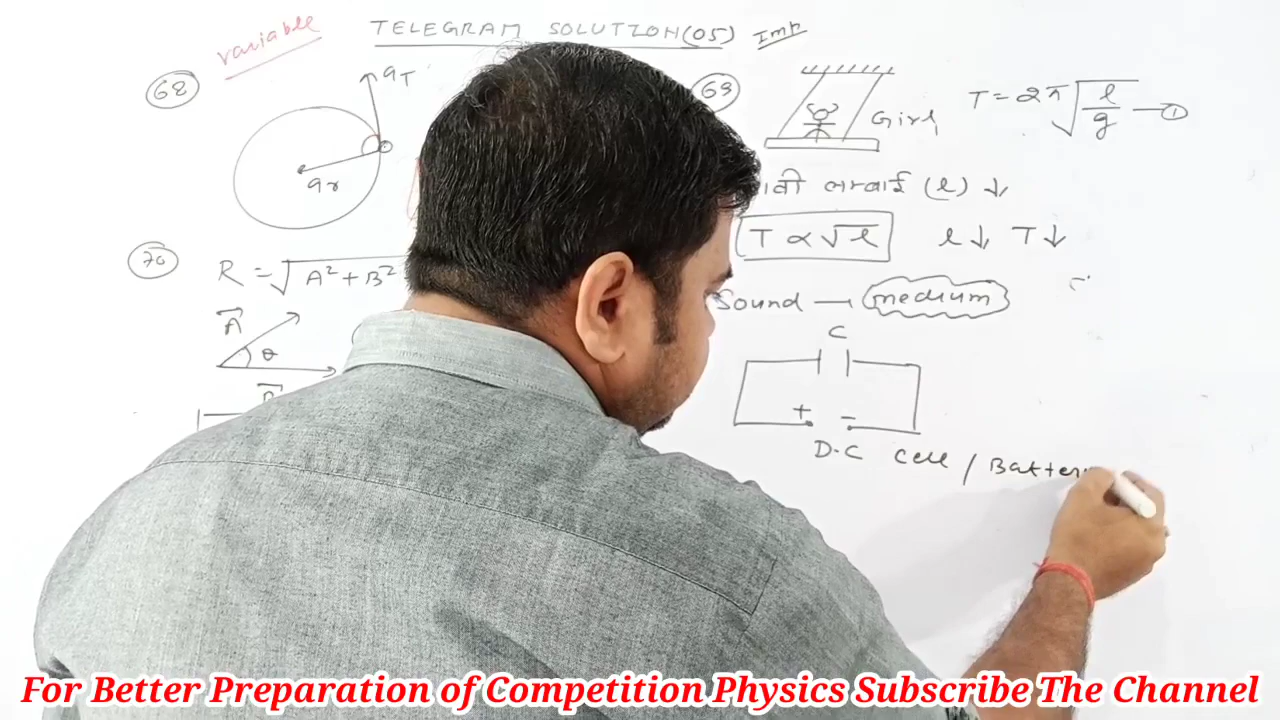 variable
TELEGRAM SOLUTION (05) Imp
68
aT
ar
69
Girl
T = 2π√(l/g) —①
लम्बाई (l) ↓
T ∝ √l
l↓ T↓
70
R = √A²+B²
A
θ
B
Sound → medium
C
+ -
D.C cell / Batter
For Better Preparation of Competition Physics Subscribe The Channel